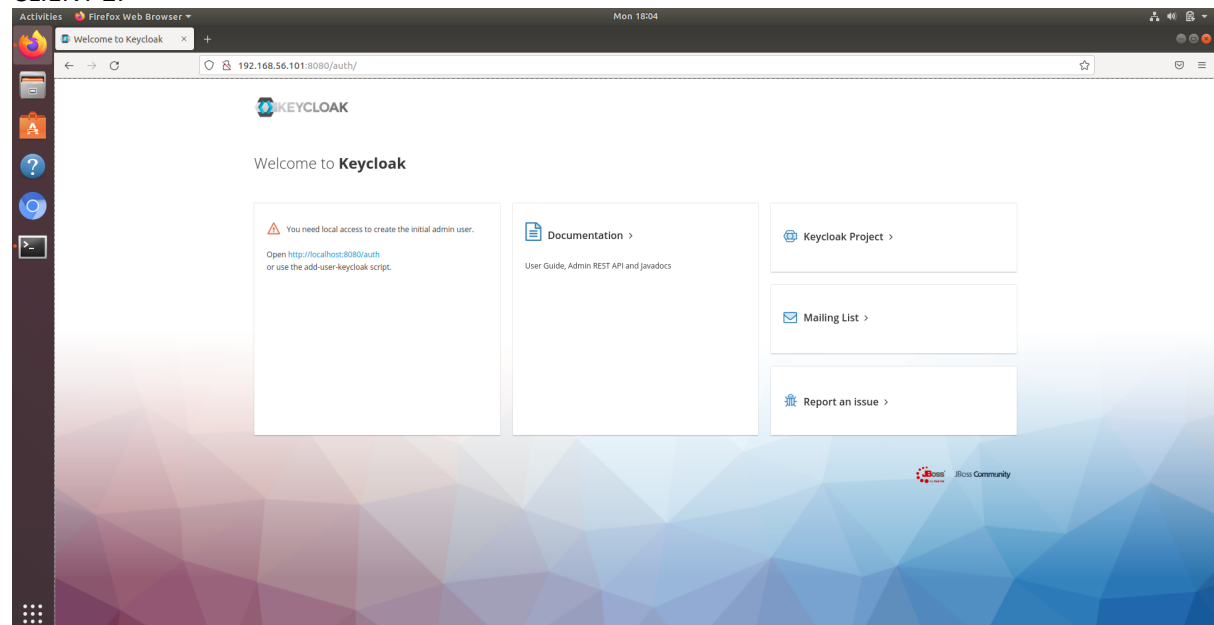 CLIENT 2:
Activities
Firefox Web Browser
Mon 18:04
Welcome to Keycloak
192.168.56.101:8080/auth/
KEYCLOAK
Welcome to Keycloak
You need local access to create the initial admin user.
Open http://localhost:8080/auth
or use the add-user-keycloak script.
Documentation >
User Guide, Admin REST API and Javadocs
Keycloak Project >
Mailing List >
Report an issue >
JBoss
JBoss Community